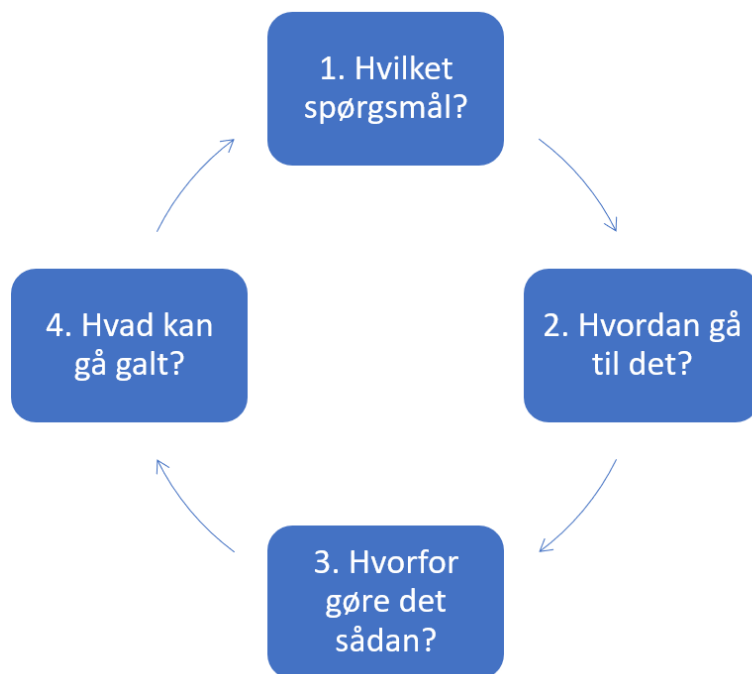 1. Hvilket
spørgsmål?
2. Hvordan gå
til det?
3. Hvorfor
gøre det
sådan?
4. Hvad kan
gå galt?